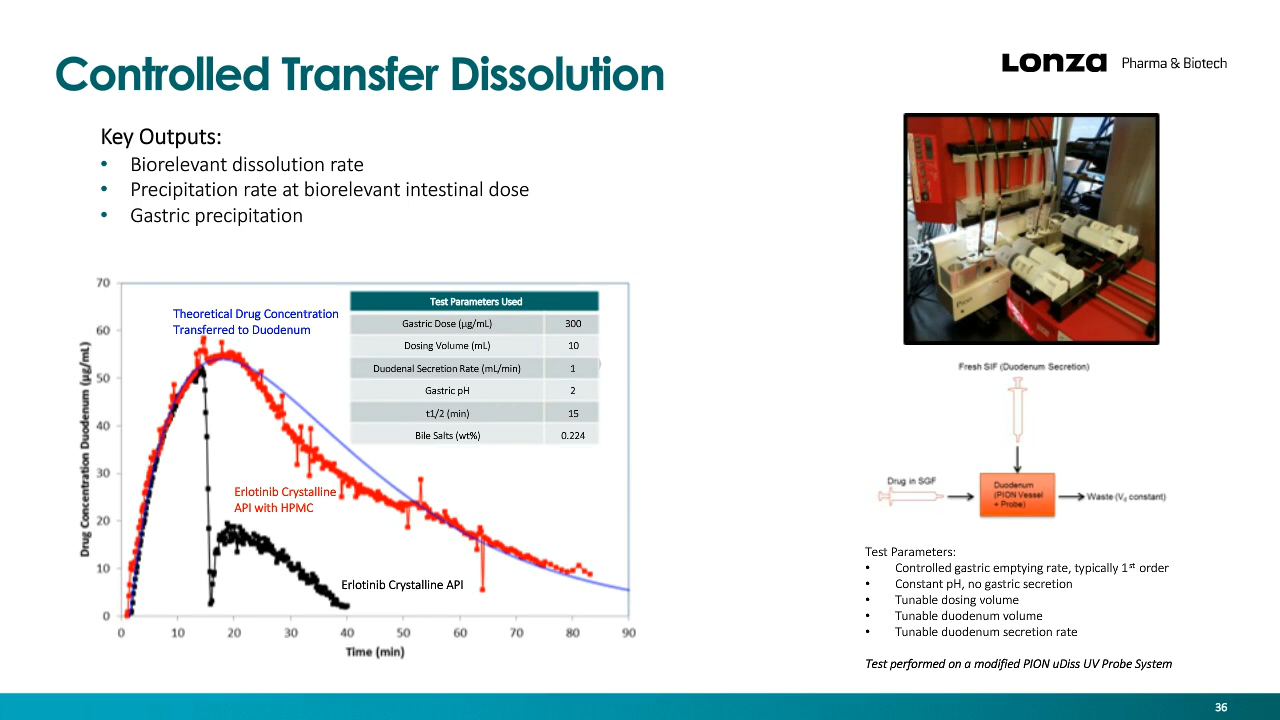 Controlled Transfer Dissolution
Lonza Pharma & Biotech
Key Outputs:
• Biorelevant dissolution rate
• Precipitation rate at biorelevant intestinal dose
• Gastric precipitation
70
60
50
40
30
20
10
0
Drug Concentration Duodenum (µg/mL)
Theoretical Drug Concentration
Transferred to Duodenum
Test Parameters Used
Gastric Dose (µg/mL) 300
Dosing Volume (mL) 10
Duodenal Secretion Rate (mL/min) 1
Gastric pH 2
t1/2 (min) 15
Bile Salts (wt%) 0.224
Erlotinib Crystalline
API with HPMC
Erlotinib Crystalline API
0 10 20 30 40 50 60 70 80 90
Time (min)
Pion
Fresh SIF (Duodenum Secretion)
Drug in SGF
Duodenum
(PION Vessel
+ Probe)
Waste (Vd constant)
Test Parameters:
• Controlled gastric emptying rate, typically 1st order
• Constant pH, no gastric secretion
• Tunable dosing volume
• Tunable duodenum volume
• Tunable duodenum secretion rate
Test performed on a modified PION uDiss UV Probe System
36